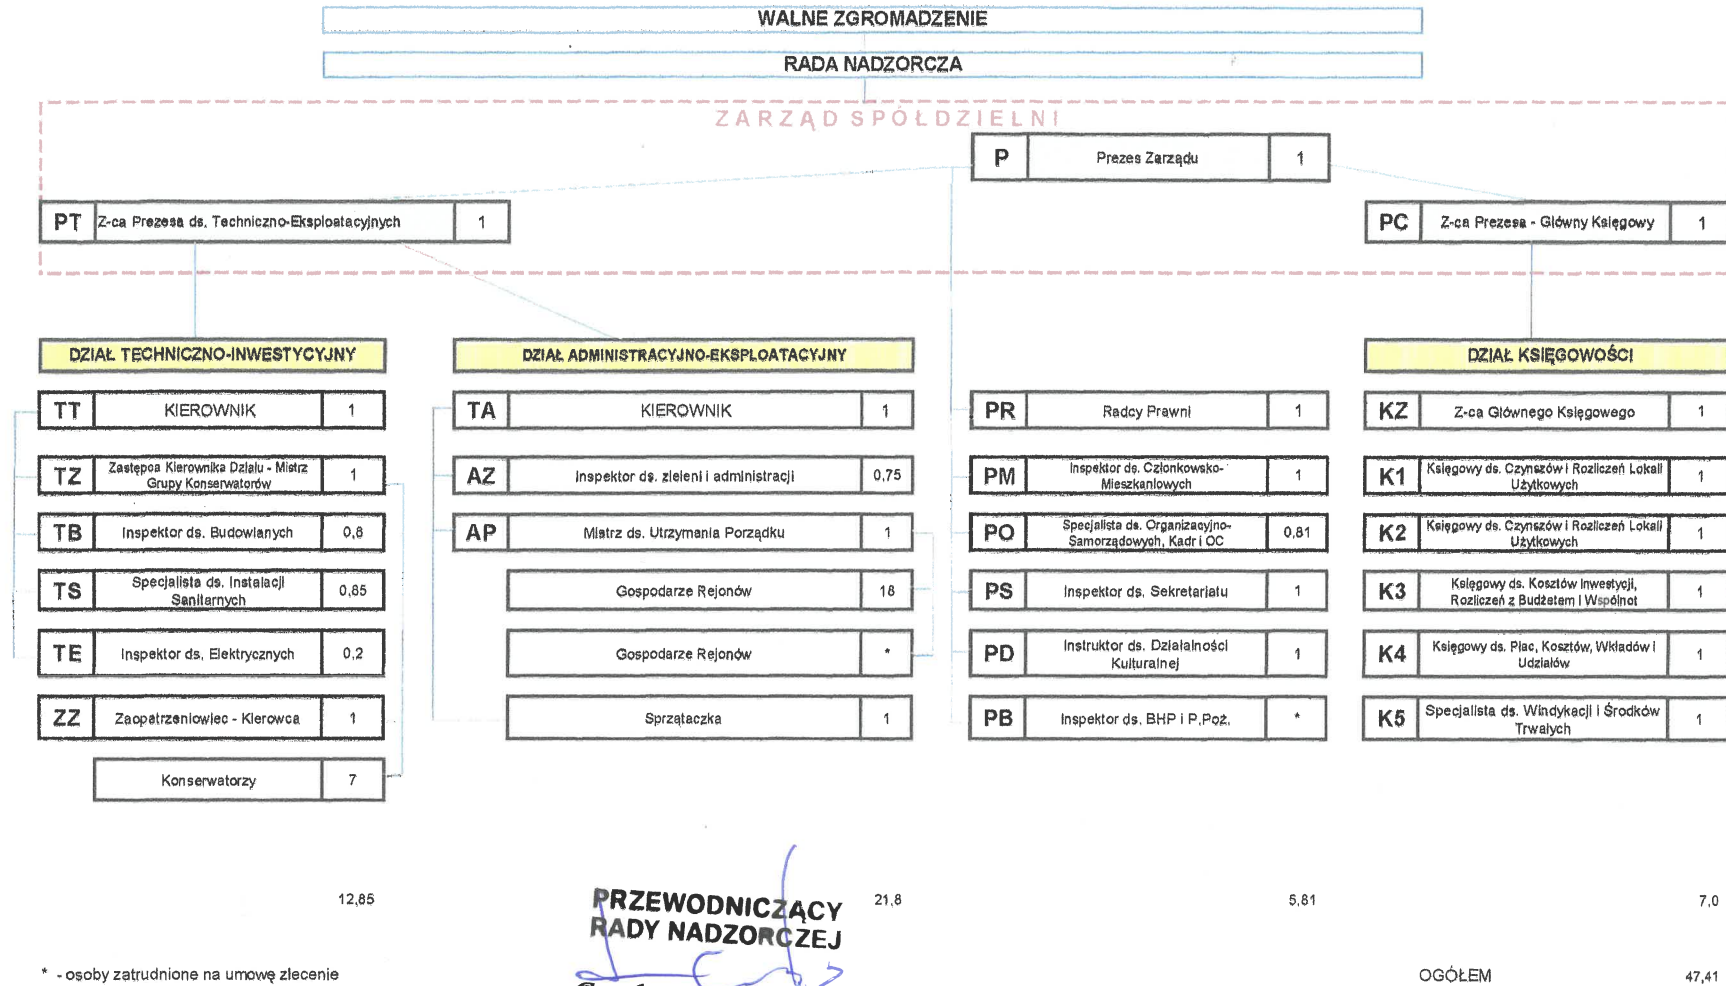 WALNE ZGROMADZENIE
RADA NADZORCZA
ZARZĄD SPÓŁDZIELNI
P Prezes Zarządu 1
PT Z-ca Prezesa ds. Techniczno-Eksploatacyjnych 1
PC Z-ca Prezesa - Główny Księgowy 1
DZIAŁ TECHNICZNO-INWESTYCYJNY
TT KIEROWNIK 1
TZ Zastępca Kierownika Działu - Mistrz
Grupy Konserwatorów 1
TB Inspektor ds. Budowlanych 0,8
TS Specjalista ds. Instalacji
Sanitarnych 0,85
TE Inspektor ds. Elektrycznych 0,2
ZZ Zaopatrzeniowiec - Kierowca 1
Konserwatorzy 7
12,85
DZIAŁ ADMINISTRACYJNO-EKSPLOATACYJNY
TA KIEROWNIK 1
AZ Inspektor ds. zieleni i administracji 0,75
AP Mistrz ds. Utrzymania Porządku 1
Gospodarze Rejonów 18
Gospodarze Rejonów *
Sprzątaczka 1
21,8
PR Radcy Prawni 1
PM Inspektor ds. Członkowsko-
Mieszkaniowych 1
PO Specjalista ds. Organizacyjno-
Samorządowych, Kadr i OC 0,81
PS Inspektor ds. Sekretariatu 1
PD Instruktor ds. Działalności
Kulturalnej 1
PB Inspektor ds. BHP i P.Poż. *
5,81
DZIAŁ KSIĘGOWOŚCI
KZ Z-ca Głównego Księgowego 1
K1 Księgowy ds. Czynszów i Rozliczeń Lokali
Użytkowych 1
K2 Księgowy ds. Czynszów i Rozliczeń Lokali
Użytkowych 1
K3 Księgowy ds. Kosztów Inwestycji,
Rozliczeń z Budżetem i Wspólnot 1
K4 Księgowy ds. Płac, Kosztów, Wkładów i
Udziałów 1
K5 Specjalista ds. Windykacji i Środków
Trwałych 1
7,0
PRZEWODNICZĄCY
RADY NADZORCZEJ
* - osoby zatrudnione na umowę zlecenie
OGÓŁEM 47,41